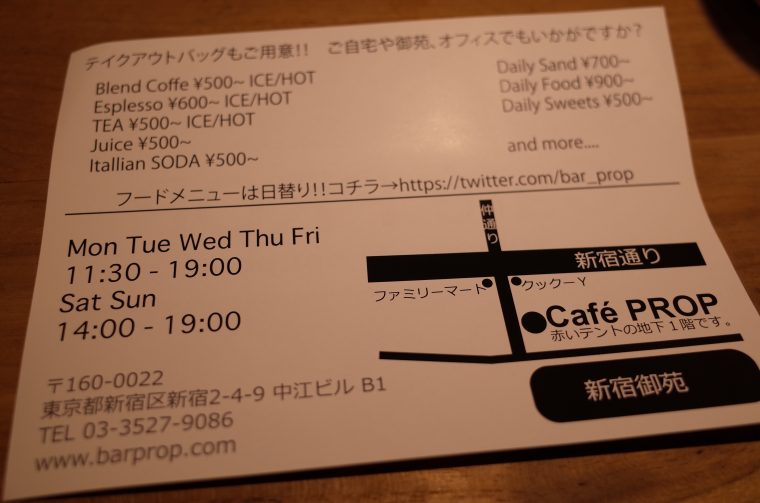 テイクアウトバッグもご用意!! ご自宅や御苑、オフィスでもいかがですか?
Blend Coffe ¥500~ ICE/HOT
Esplesso ¥600~ ICE/HOT
TEA ¥500~ ICE/HOT
Juice ¥500~
Itallian SODA ¥500~
Daily Sand ¥700~
Daily Food ¥900~
Daily Sweets ¥500~
and more....
フードメニューは日替り!!コチラ→https://twitter.com/bar_prop
Mon Tue Wed Thu Fri
11:30 - 19:00
Sat Sun
14:00 - 19:00
〒160-0022
東京都新宿区新宿2-4-9 中江ビル B1
TEL 03-3527-9086
www.barprop.com
仲通り
新宿通り
ファミリーマート
クックーY
Café PROP
赤いテントの地下1階です。
新宿御苑